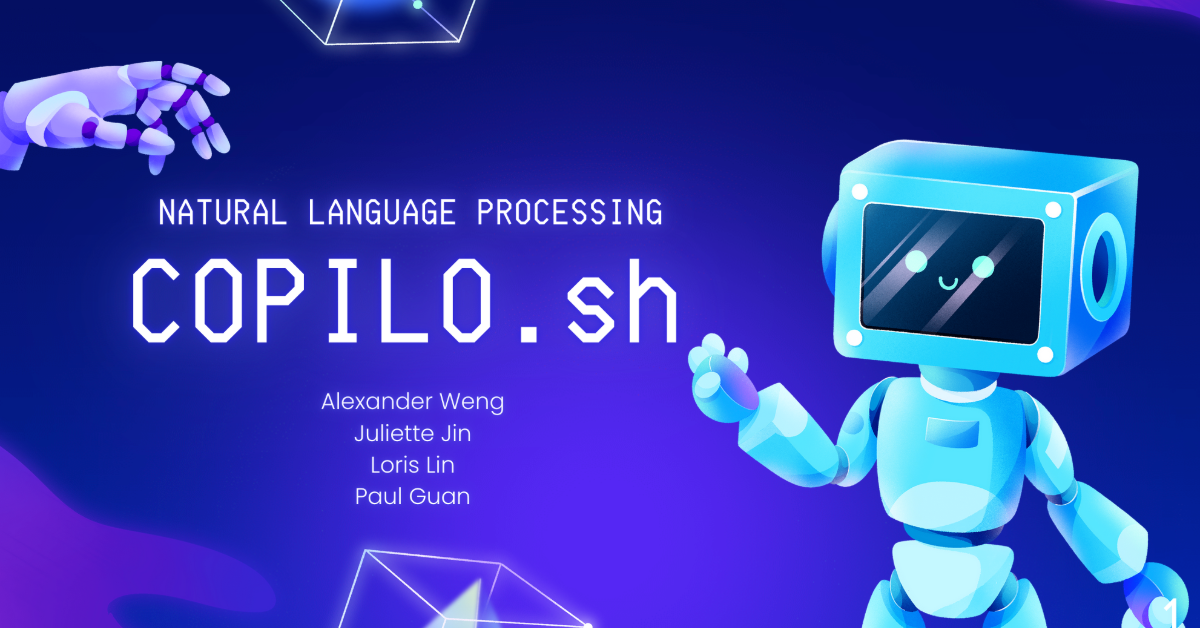 NATURAL LANGUAGE PROCESSING
COPILO.sh
Alexander Weng
Juliette Jin
Loris Lin
Paul Guan
1